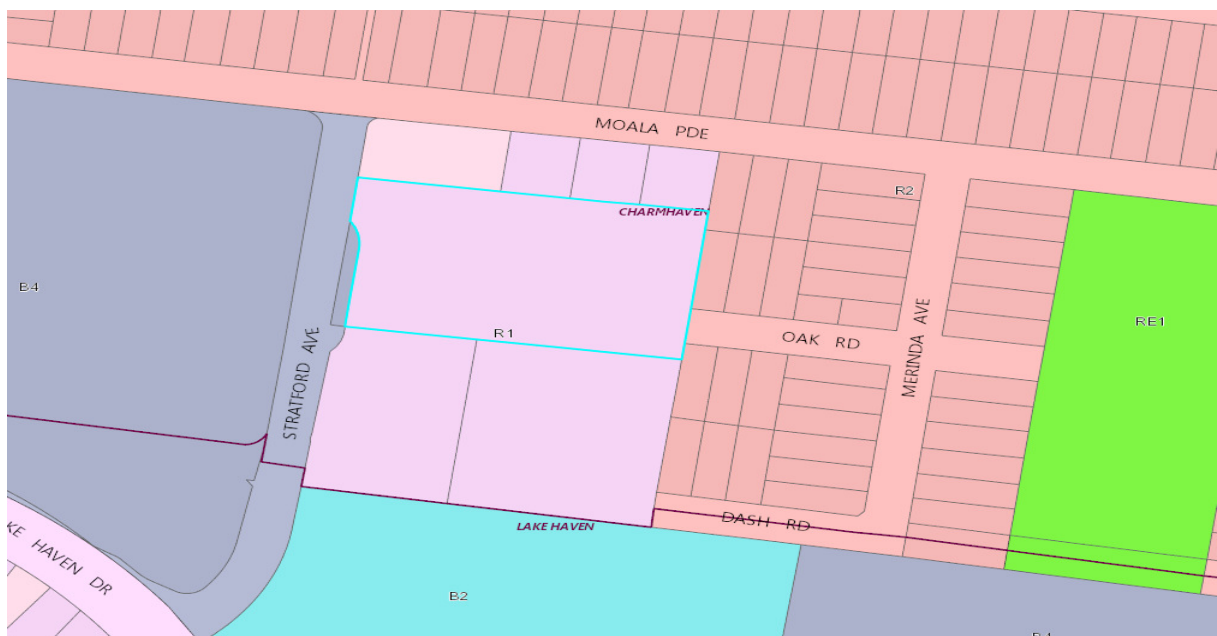 MOALA PDE
R2
CHARMHAVEN
B4
RE1
R1
OAK RD
MERINDA AVE
STRATFORD AVE
LAKE HAVEN
DASH RD
KE HAVEN DR
B2